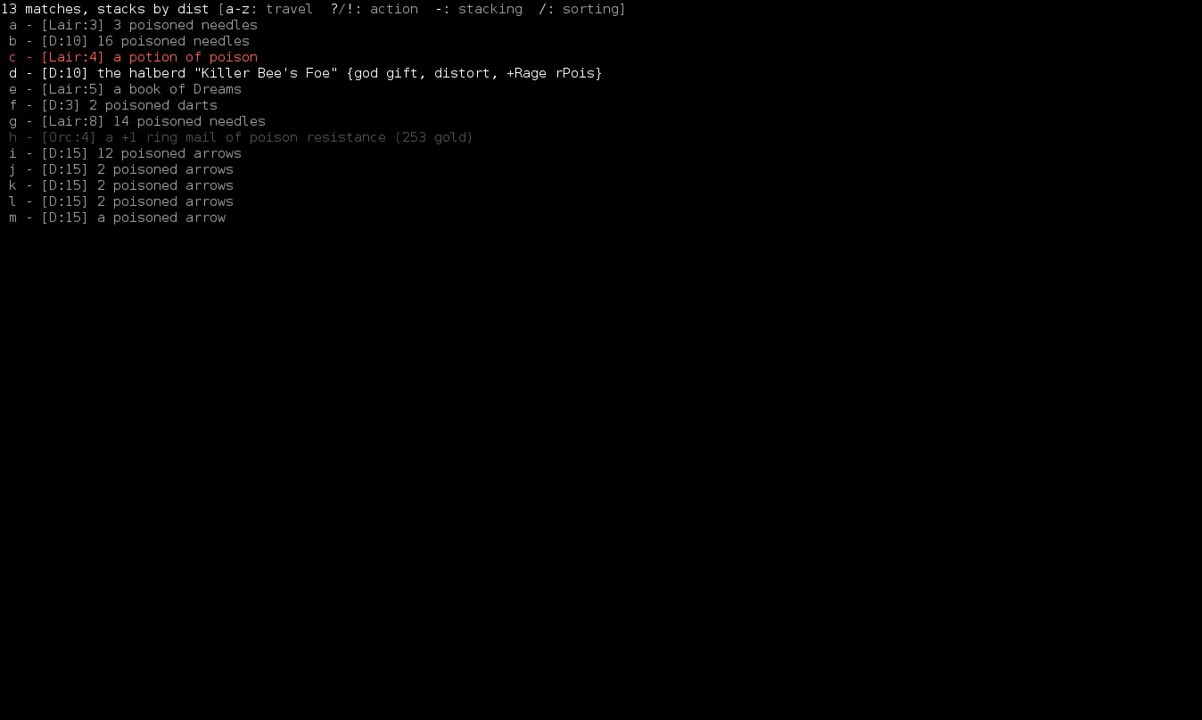 13 matches, stacks by dist [a-z: travel  ?/!: action  -: stacking  /: sorting]
a - [Lair:3] 3 poisoned needles
b - [D:10] 16 poisoned needles
c - [Lair:4] a potion of poison
d - [D:10] the halberd "Killer Bee's Foe" {god gift, distort, +Rage rPois}
e - [Lair:5] a book of Dreams
f - [D:3] 2 poisoned darts
g - [Lair:8] 14 poisoned needles
h - [Orc:4] a +1 ring mail of poison resistance (253 gold)
i - [D:15] 12 poisoned arrows
j - [D:15] 2 poisoned arrows
k - [D:15] 2 poisoned arrows
l - [D:15] 2 poisoned arrows
m - [D:15] a poisoned arrow